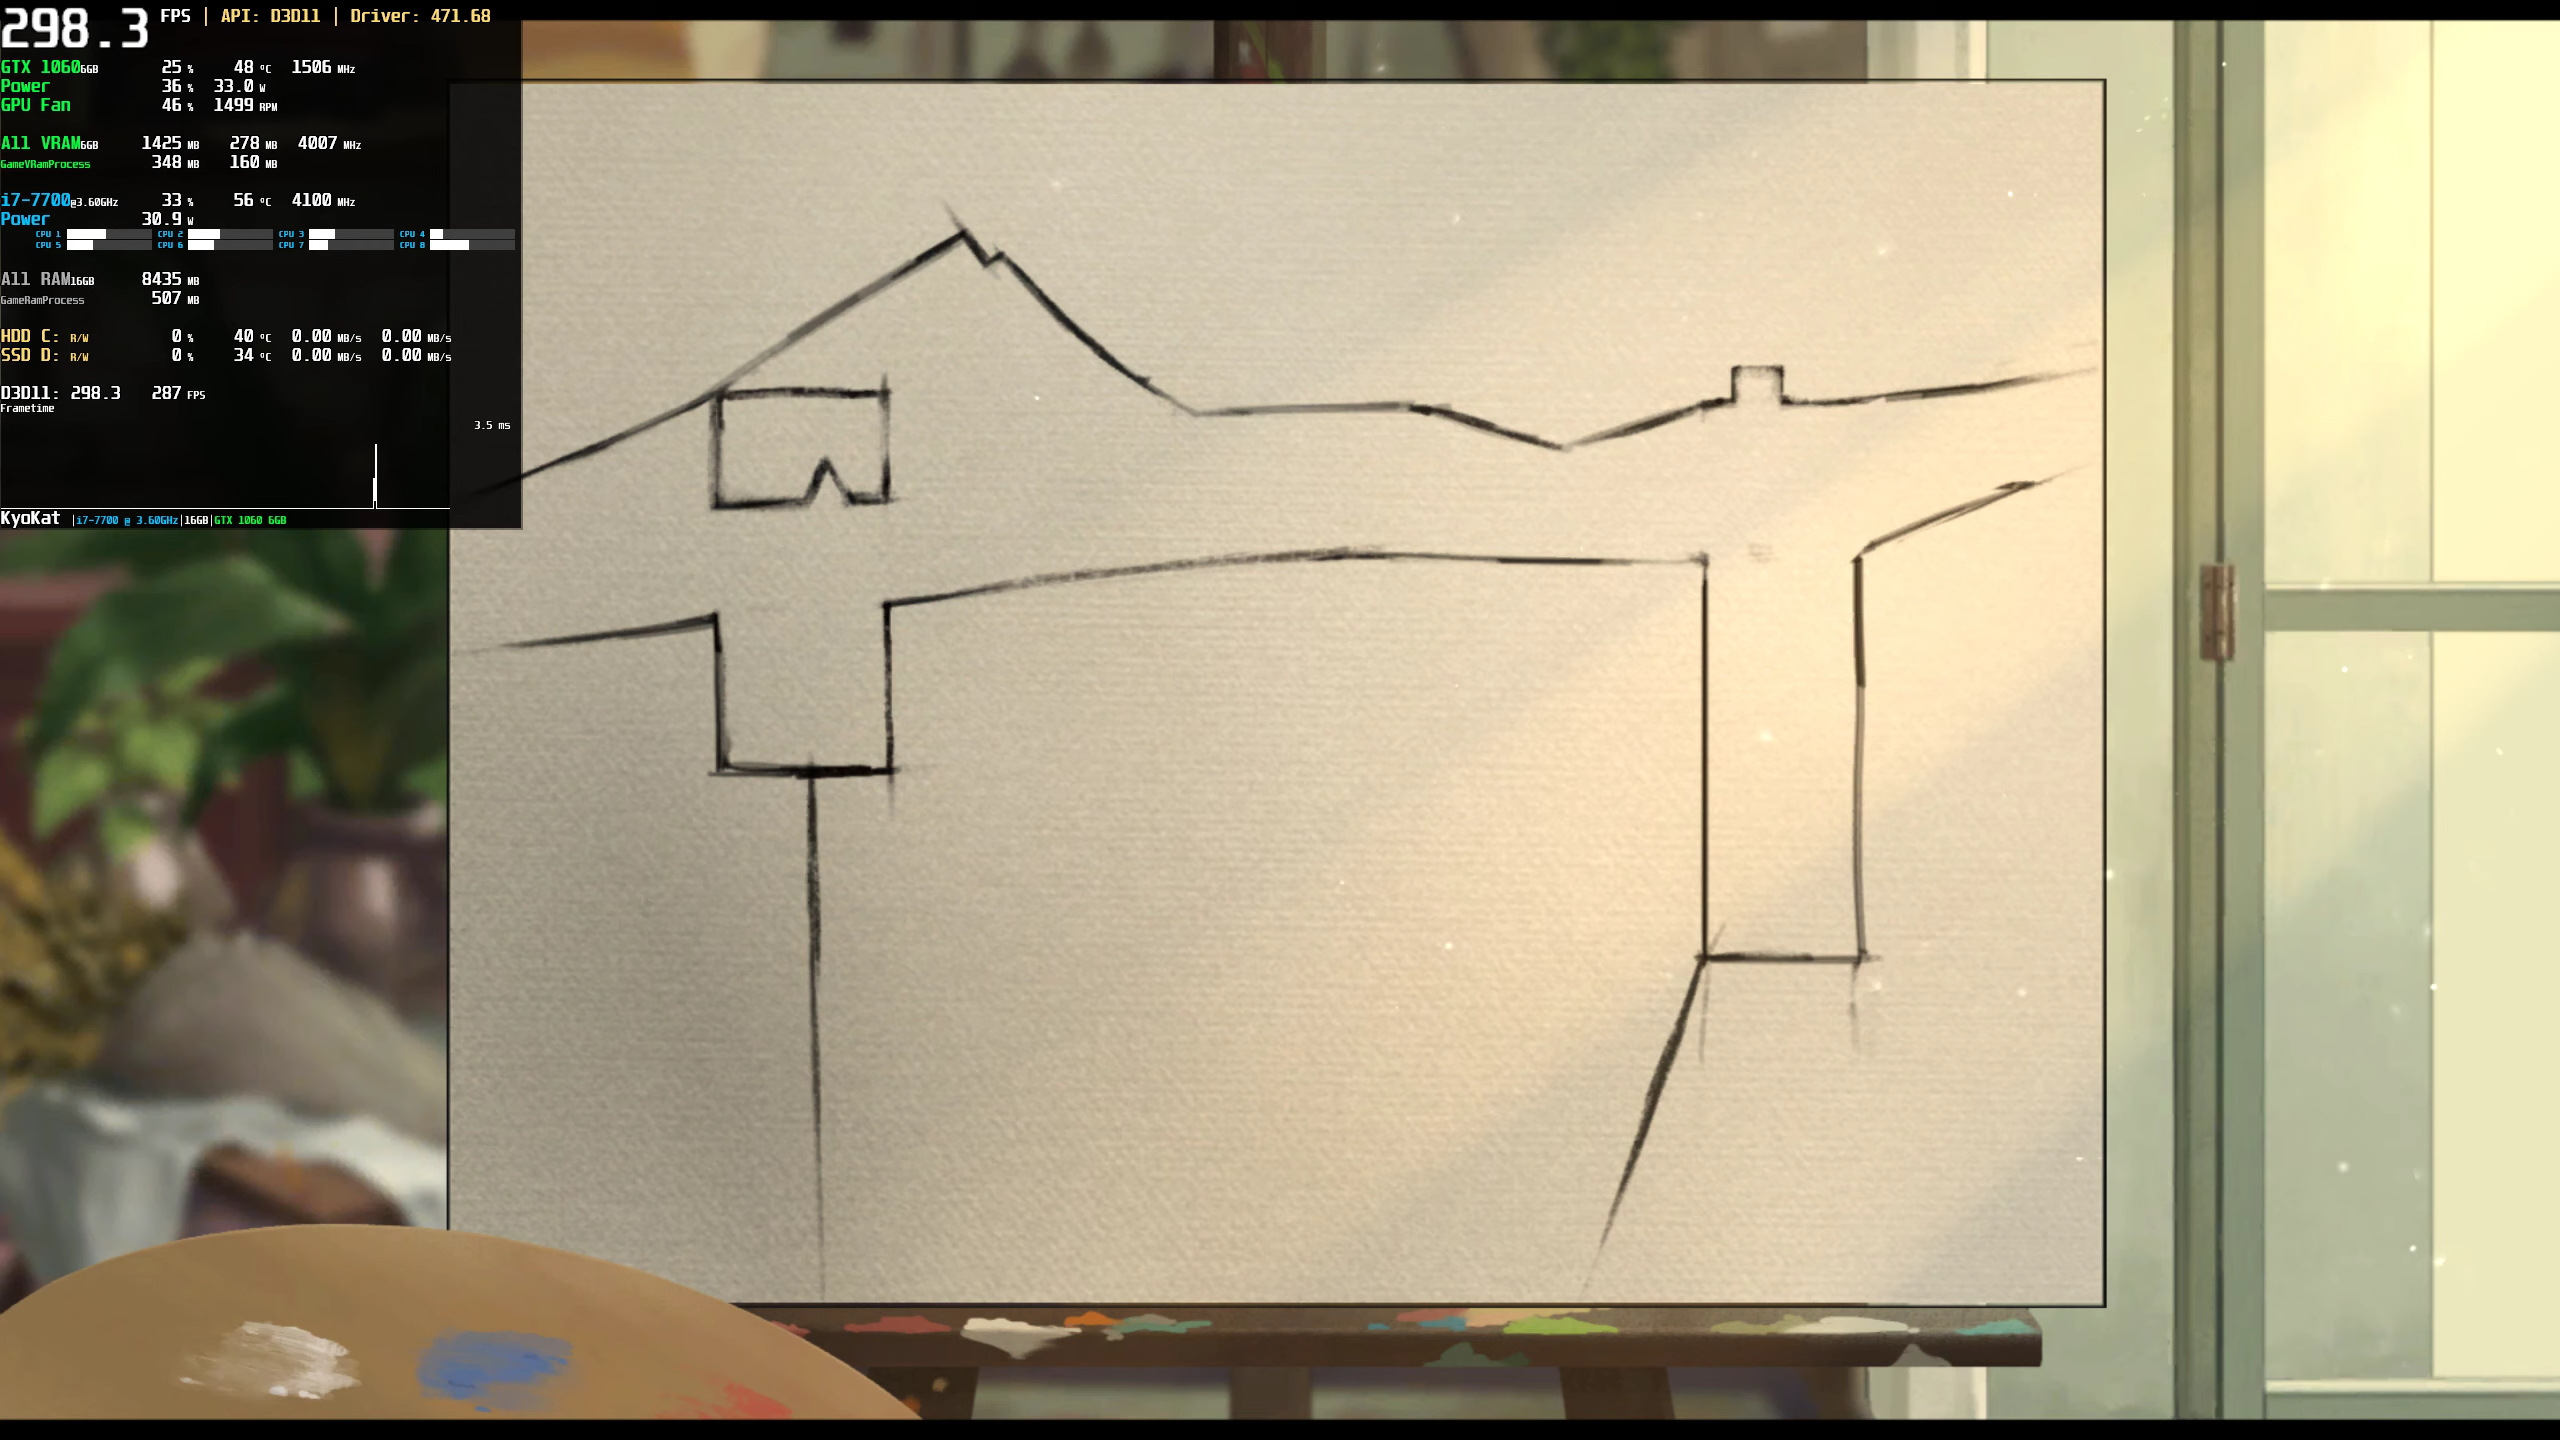 298.3 FPS | API: D3D11 | Driver: 471.68
GTX 1060 6GB 25 % 48 ºC 1506 MHz
Power 36 % 33.0 W
GPU Fan 46 % 1499 RPM
All VRAM 6GB 1425 MB 278 MB 4007 MHz
GameVRamProcess 348 MB 160 MB
i7-7700 @3.60GHz 33 % 56 ºC 4100 MHz
Power 30.9 W
CPU 1 CPU 2 CPU 3 CPU 4
CPU 5 CPU 6 CPU 7 CPU 8
All RAM 16GB 8435 MB
GameRamProcess 507 MB
HDD C: R/W 0 % 40 ºC 0.00 MB/s 0.00 MB/s
SSD D: R/W 0 % 34 ºC 0.00 MB/s 0.00 MB/s
D3D11: 298.3 287 FPS
Frametime
3.5 ms
KyoKat |i7-7700 @ 3.60GHz|16GB|GTX 1060 6GB